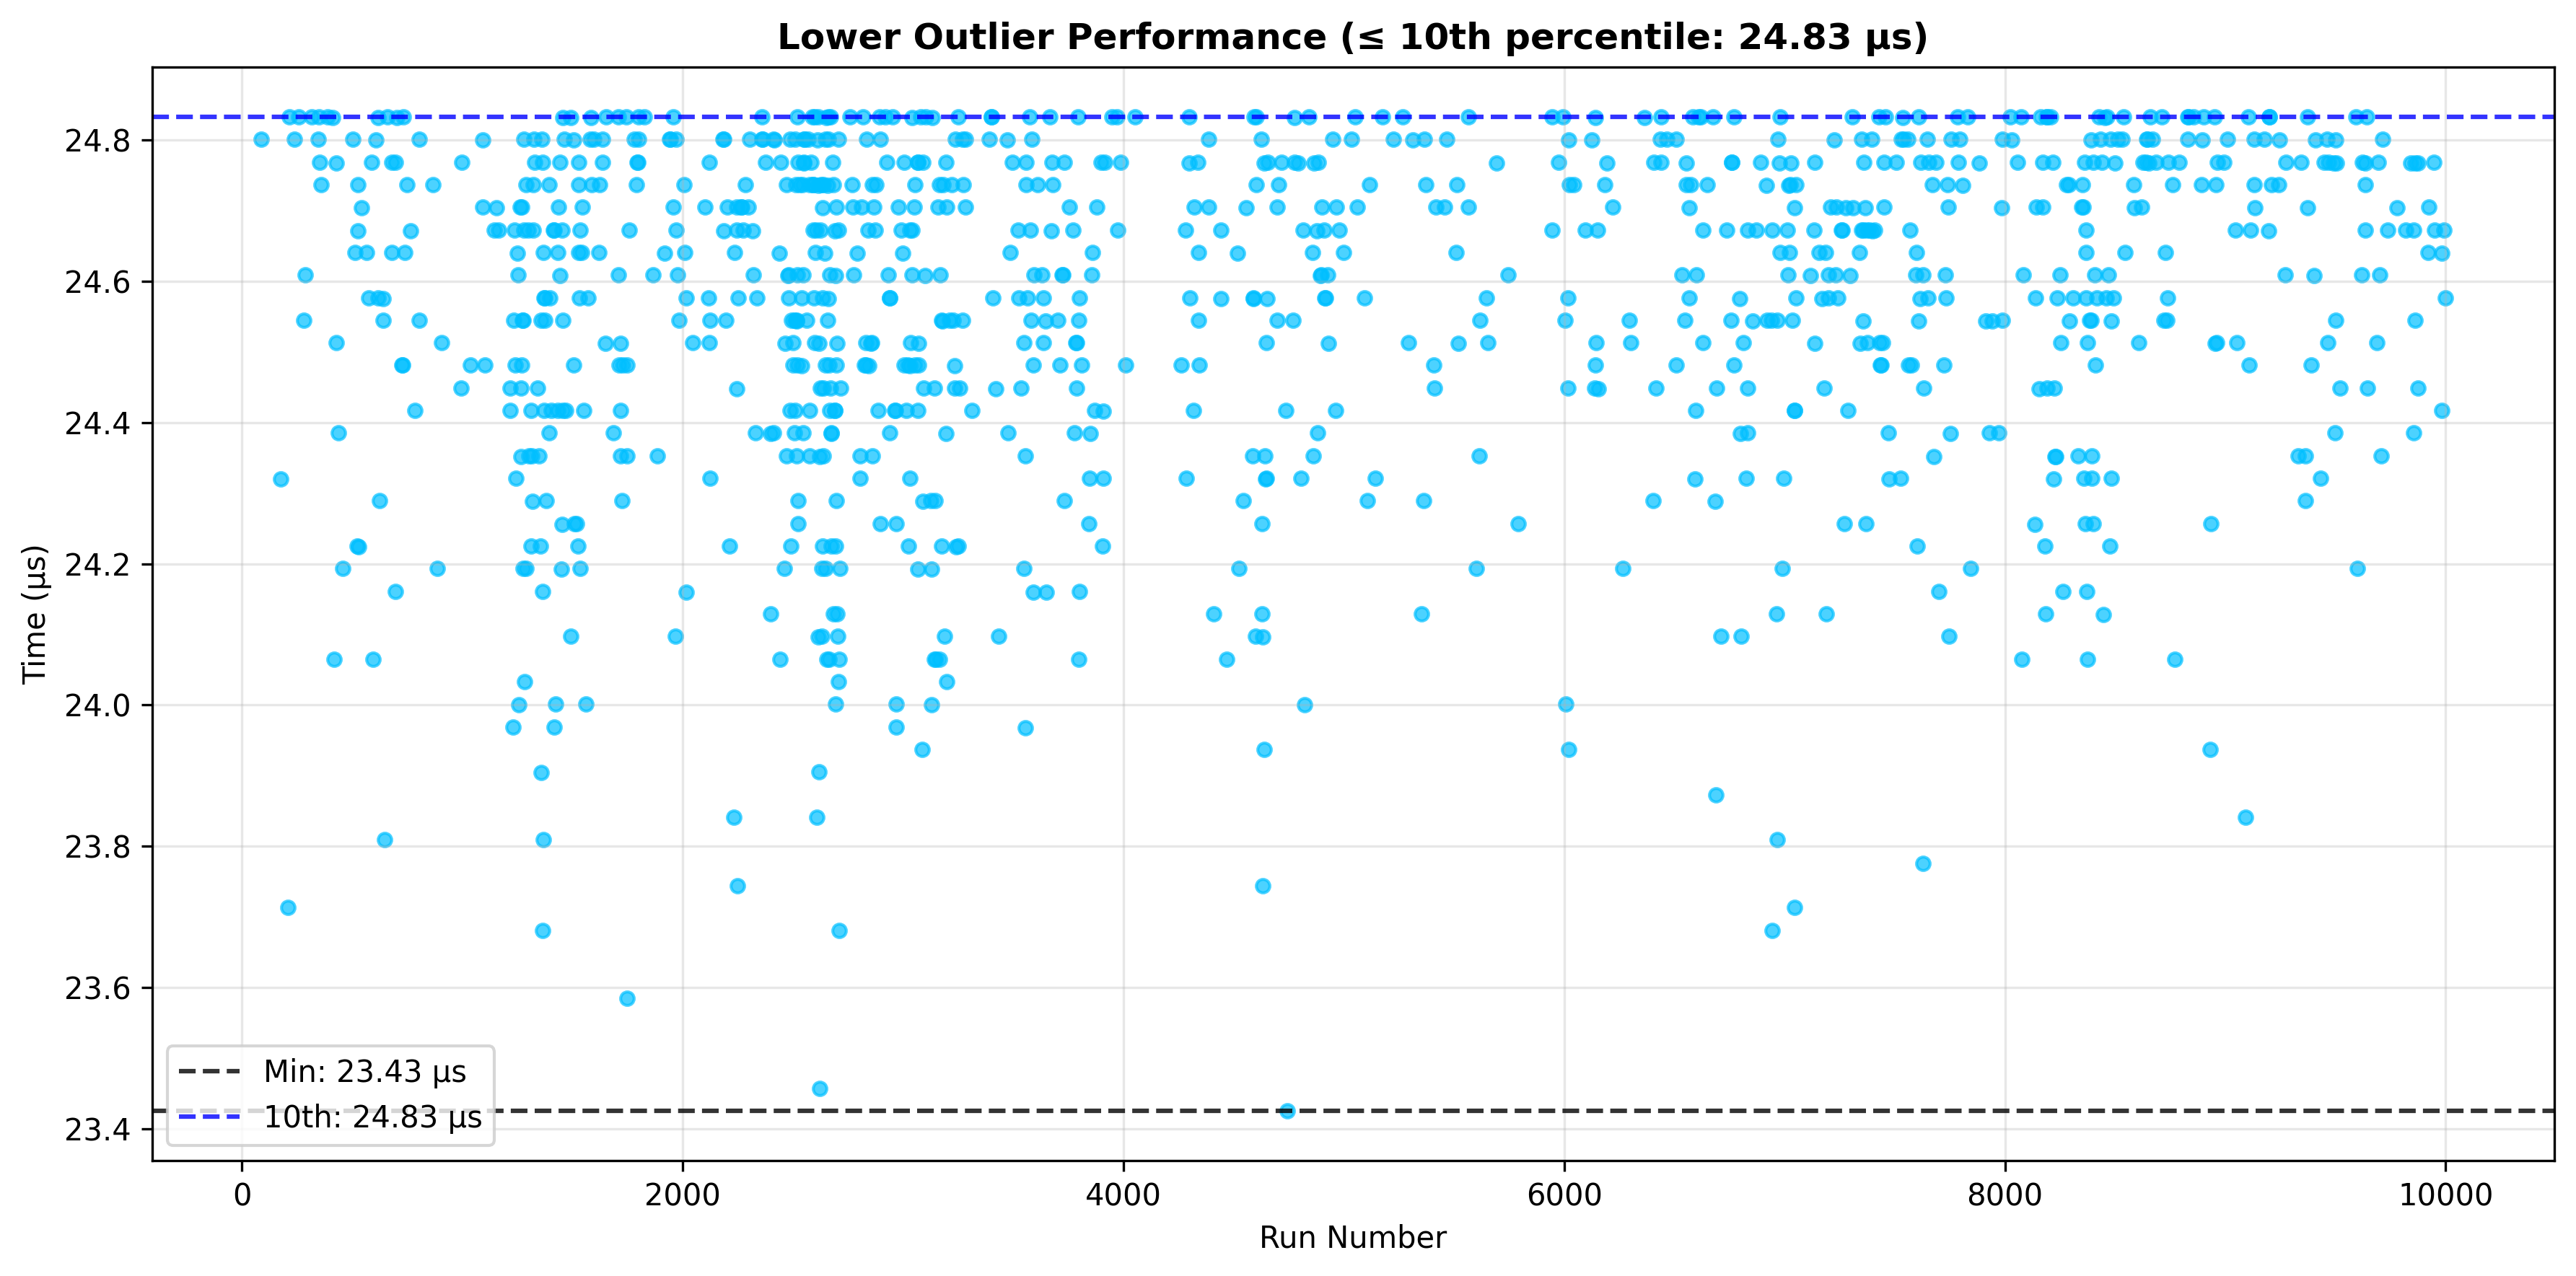 Lower Outlier Performance (≤ 10th percentile: 24.83 µs)
Time (µs)
24.8
24.6
24.4
24.2
24.0
23.8
23.6
23.4
Min: 23.43 µs
10th: 24.83 µs
0
2000
4000
6000
8000
10000
Run Number